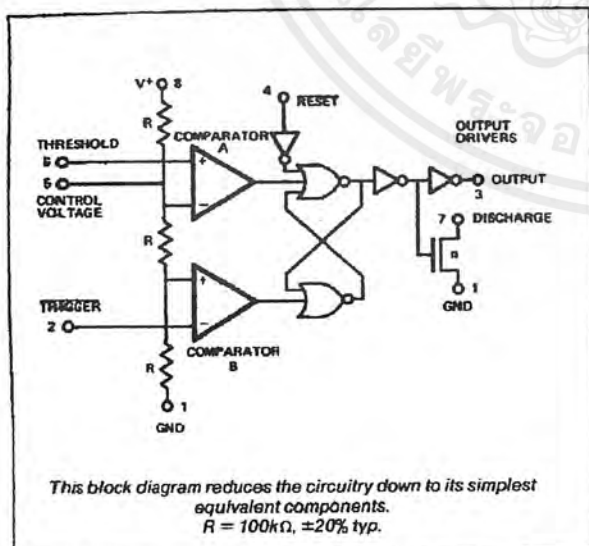 V+ 8
R
4
RESET
COMPARATOR
A
OUTPUT
DRIVERS
THRESHOLD
6
5
CONTROL
VOLTAGE
+
−
OUTPUT
3
7 DISCHARGE
n
1
GND
R
TRIGGER
2
+
−
COMPARATOR
B
R
1
GND
This block diagram reduces the circuitry down to its simplest
equivalent components.
R = 100kΩ, ±20% typ.